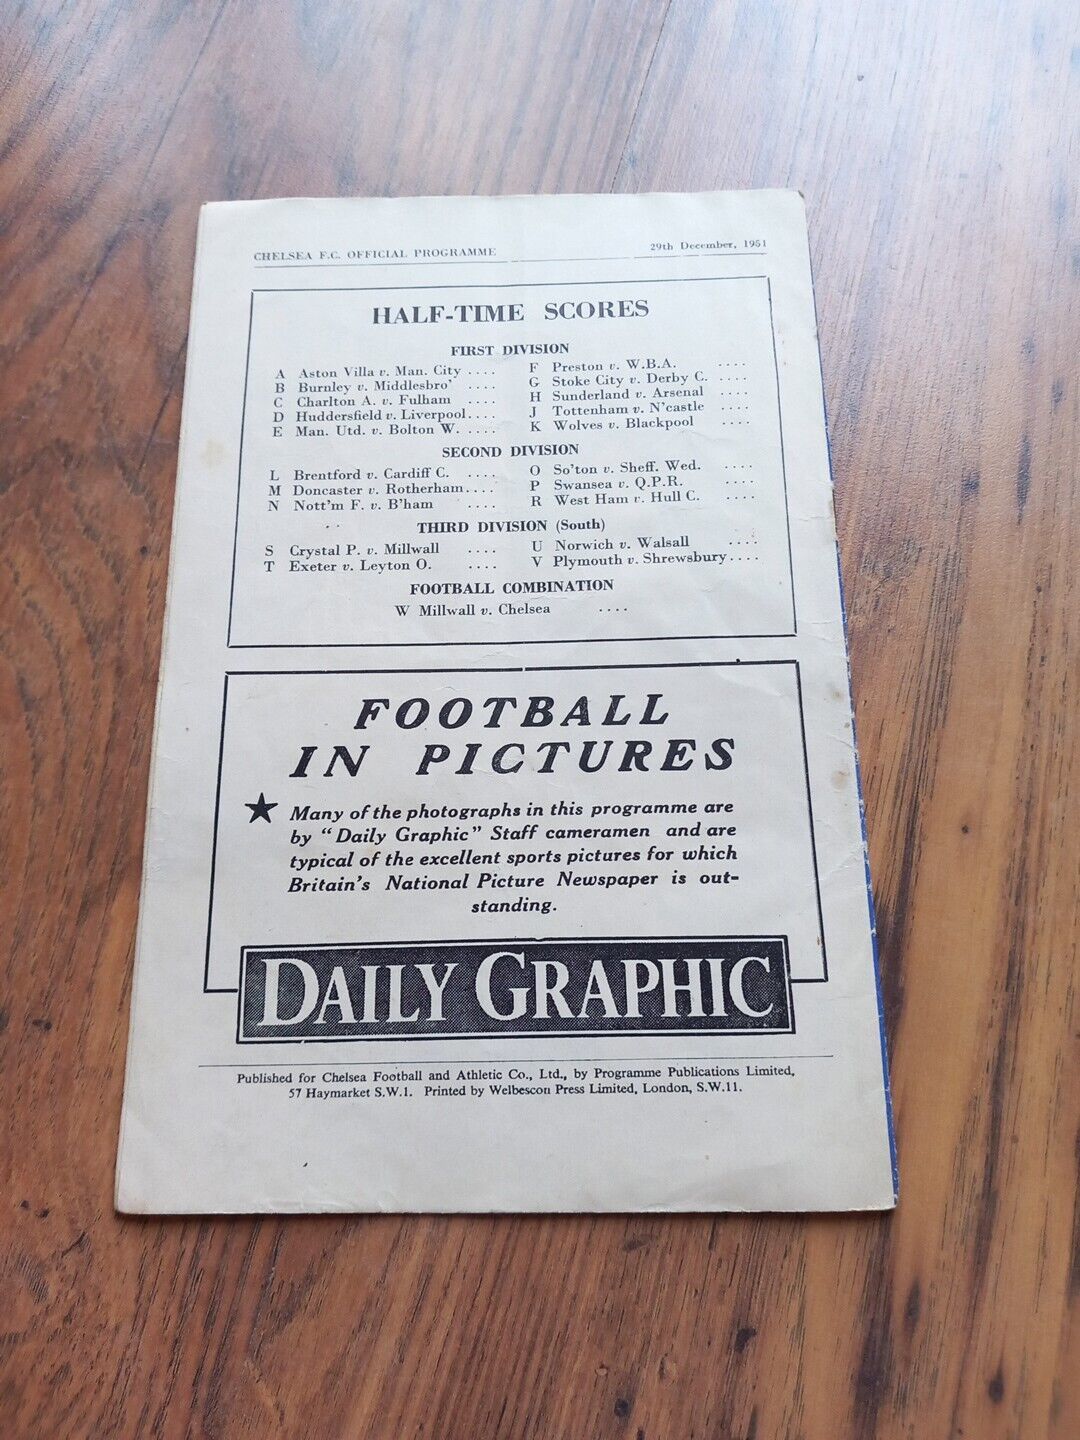 CHELSEA F.C. OFFICIAL PROGRAMME 29th December, 1951
HALF-TIME SCORES
FIRST DIVISION
A Aston Villa v. Man. City ....
B Burnley v. Middlesbro' ....
C Charlton A. v. Fulham ....
D Huddersfield v. Liverpool ....
E Man. Utd. v. Bolton W. ....
F Preston v. W.B.A. ....
G Stoke City v. Derby C. ....
H Sunderland v. Arsenal ....
J Tottenham v. N'castle ....
K Wolves v. Blackpool ....
SECOND DIVISION
L Brentford v. Cardiff C. ....
M Doncaster v. Rotherham ....
N Nott'm F. v. B'ham ....
O So'ton v. Sheff. Wed. ....
P Swansea v. Q.P.R. ....
R West Ham v. Hull C. ....
THIRD DIVISION (South)
S Crystal P. v. Millwall ....
T Exeter v. Leyton O. ....
U Norwich v. Walsall ....
V Plymouth v. Shrewsbury ....
FOOTBALL COMBINATION
W Millwall v. Chelsea ....
FOOTBALL
IN PICTURES
★ Many of the photographs in this programme are
by "Daily Graphic" Staff cameramen and are
typical of the excellent sports pictures for which
Britain's National Picture Newspaper is out-
standing.
DAILY GRAPHIC
Published for Chelsea Football and Athletic Co., Ltd., by Programme Publications Limited,
57 Haymarket S.W.1. Printed by Welbescon Press Limited, London, S.W.11.